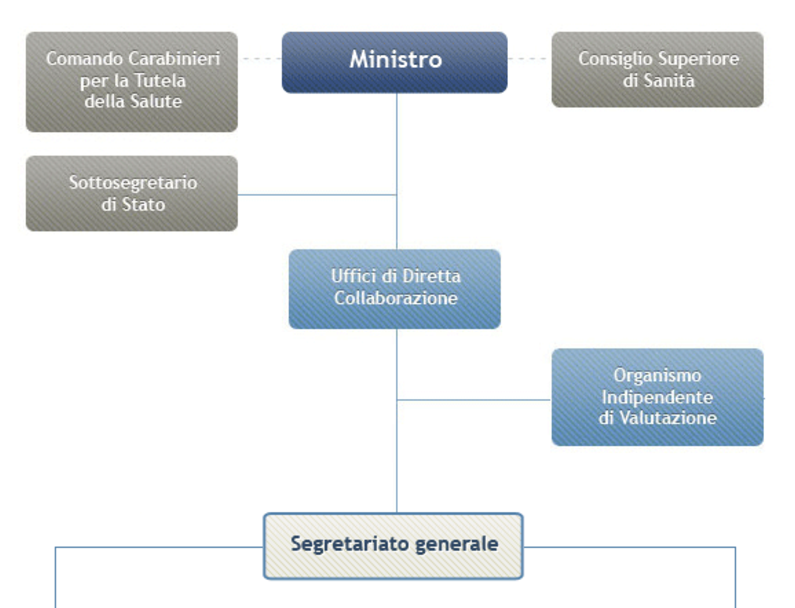 Comando Carabinieri
per la Tutela
della Salute
Ministro
Consiglio Superiore
di Sanità
Sottosegretario
di Stato
Uffici di Diretta
Collaborazione
Organismo
Indipendente
di Valutazione
Segretariato generale